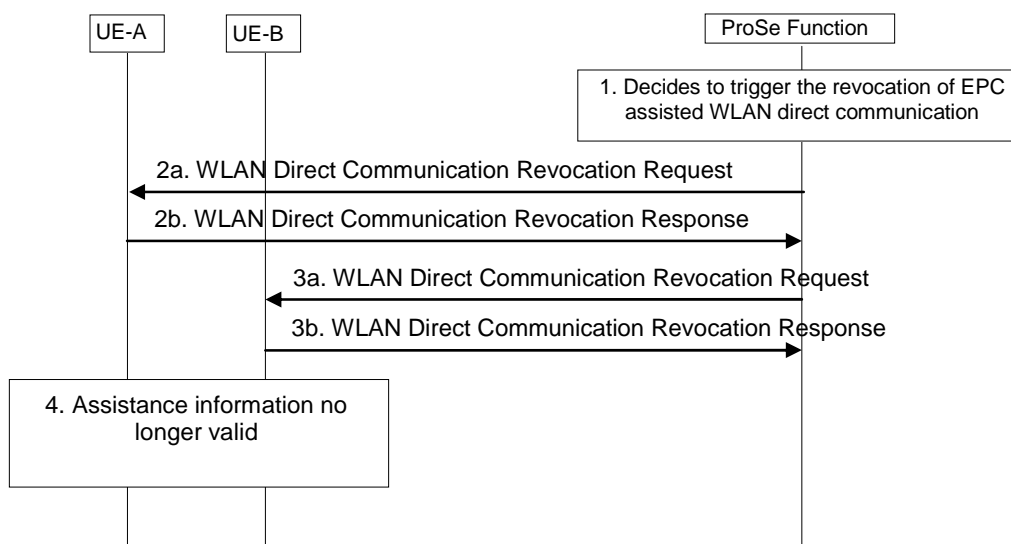 UE-A
UE-B
ProSe Function
1. Decides to trigger the revocation of EPC
assisted WLAN direct communication
2a. WLAN Direct Communication Revocation Request
2b. WLAN Direct Communication Revocation Response
3a. WLAN Direct Communication Revocation Request
3b. WLAN Direct Communication Revocation Response
4. Assistance information no
longer valid